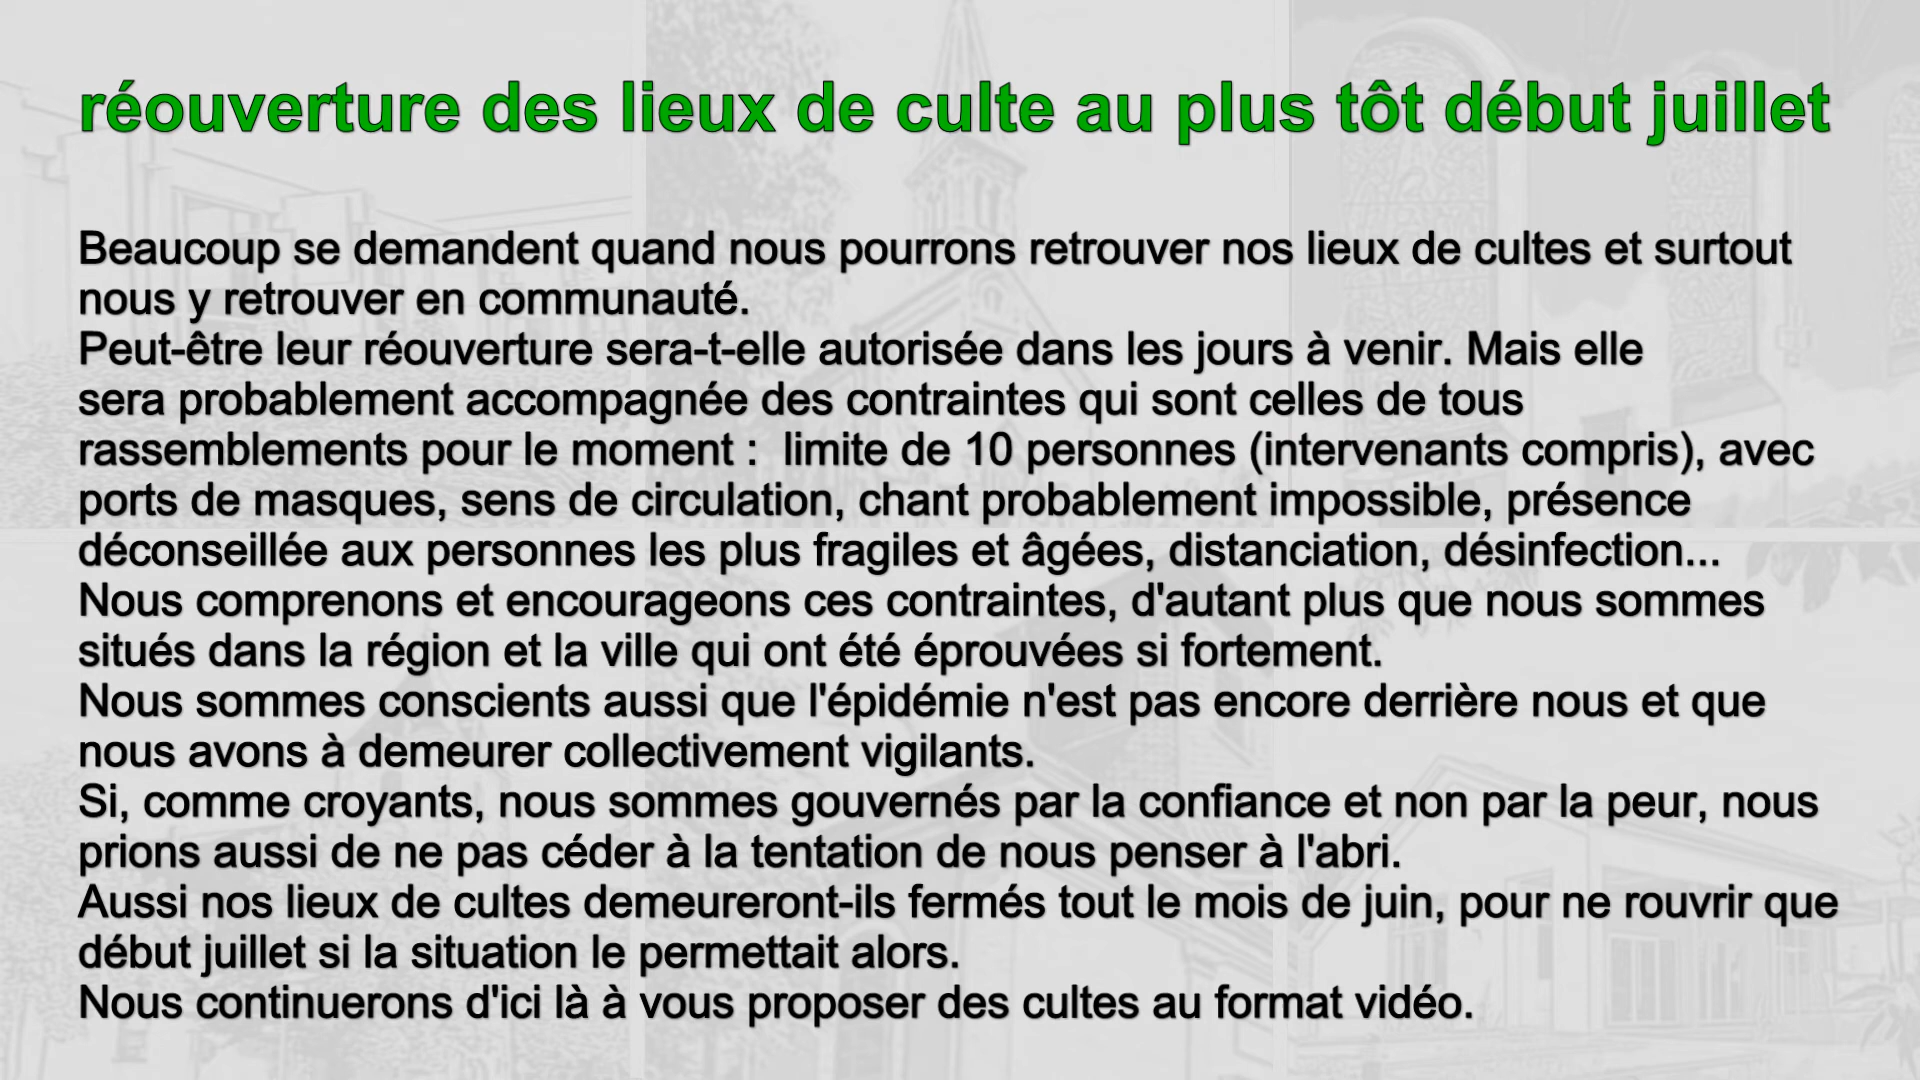 réouverture des lieux de culte au plus tôt début juillet
Beaucoup se demandent quand nous pourrons retrouver nos lieux de cultes et surtout
nous y retrouver en communauté.
Peut-être leur réouverture sera-t-elle autorisée dans les jours à venir. Mais elle
sera probablement accompagnée des contraintes qui sont celles de tous
rassemblements pour le moment :  limite de 10 personnes (intervenants compris), avec
ports de masques, sens de circulation, chant probablement impossible, présence
déconseillée aux personnes les plus fragiles et âgées, distanciation, désinfection...
Nous comprenons et encourageons ces contraintes, d'autant plus que nous sommes
situés dans la région et la ville qui ont été éprouvées si fortement.
Nous sommes conscients aussi que l'épidémie n'est pas encore derrière nous et que
nous avons à demeurer collectivement vigilants.
Si, comme croyants, nous sommes gouvernés par la confiance et non par la peur, nous
prions aussi de ne pas céder à la tentation de nous penser à l'abri.
Aussi nos lieux de cultes demeureront-ils fermés tout le mois de juin, pour ne rouvrir que
début juillet si la situation le permettait alors.
Nous continuerons d'ici là à vous proposer des cultes au format vidéo.